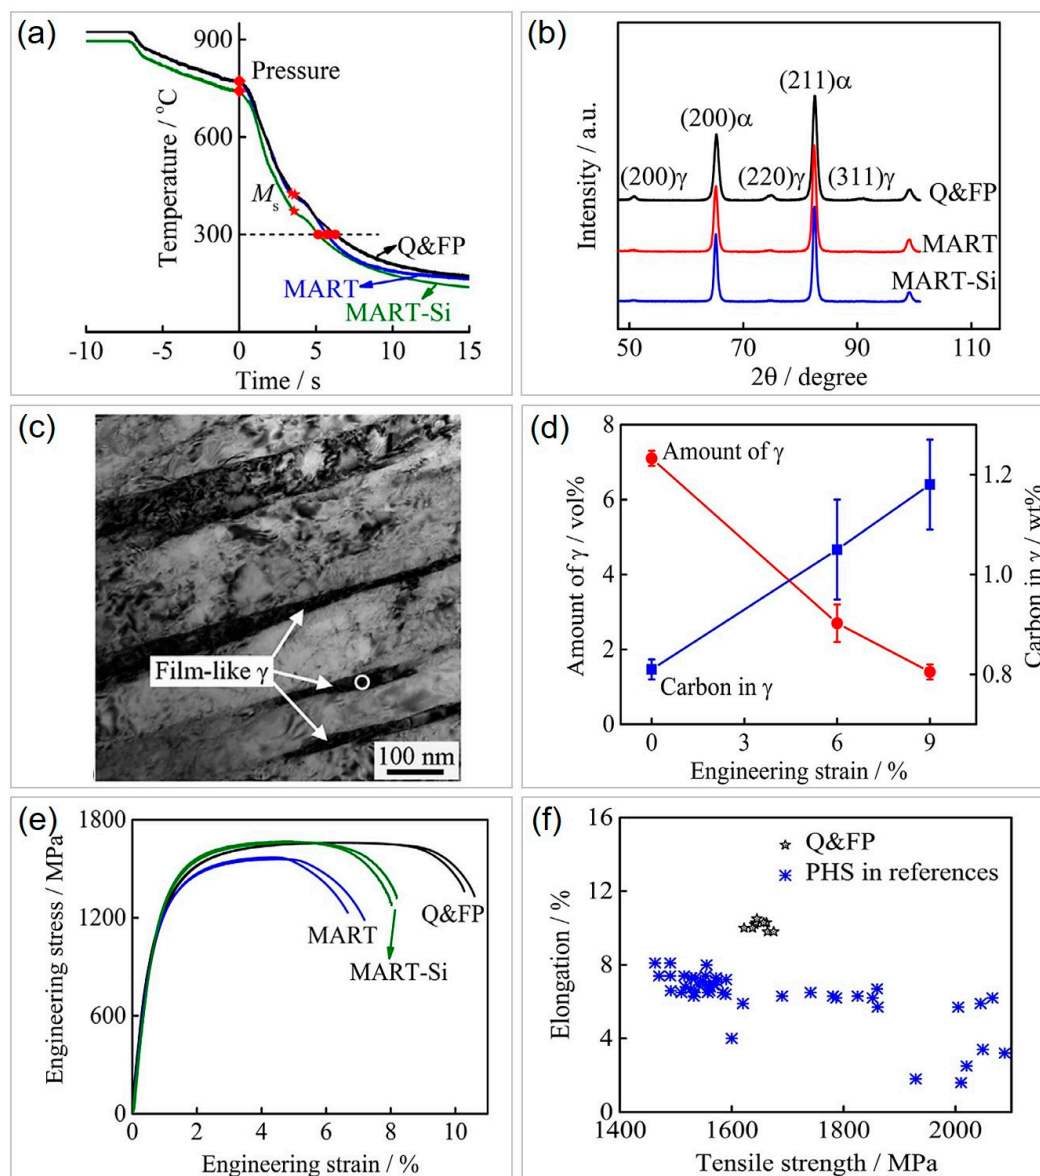 (a)
900
600
300
Temperature / °C
Pressure
Ms
Q&FP
MART
MART-Si
-10
-5
0
5
10
15
Time / s
(b)
Intensity / a.u.
(200)γ
(200)α
(220)γ
(211)α
(311)γ
Q&FP
MART
MART-Si
50
70
90
110
2θ / degree
(c)
Film-like γ
100 nm
(d)
8
6
4
2
0
Amount of γ / vol%
Amount of γ
Carbon in γ
1.2
1.0
0.8
Carbon in γ / wt%
0
3
6
9
Engineering strain / %
(e)
1800
1200
600
0
Engineering stress / MPa
MART
Q&FP
MART-Si
0
2
4
6
8
10
Engineering strain / %
(f)
16
12
8
4
0
Elongation / %
Q&FP
PHS in references
1400
1600
1800
2000
Tensile strength / MPa